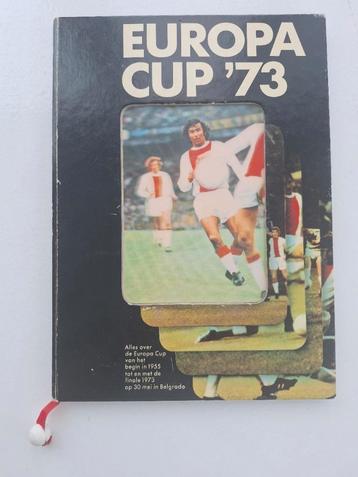 EUROPA
CUP '73
Alles over
de Europa Cup
van het
begin in 1955
tot en met de
finale 1973
op 30 mei in Belgrado